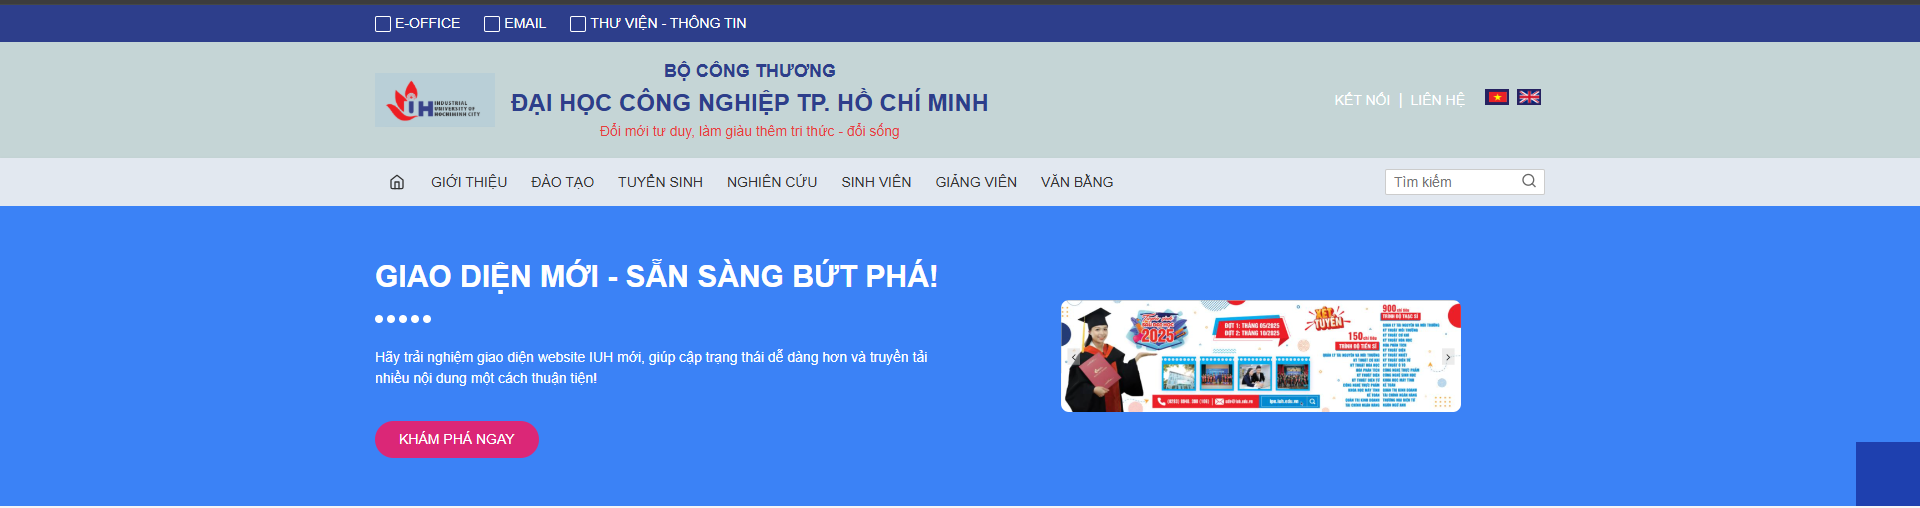 E-OFFICE EMAIL THƯ VIỆN - THÔNG TIN
BỘ CÔNG THƯƠNG
INDUSTRIAL
UNIVERSITY OF
HOCHIMINH CITY
IUH
ĐẠI HỌC CÔNG NGHIỆP TP. HỒ CHÍ MINH
Đổi mới tư duy, làm giàu thêm tri thức - đổi sống
KẾT NỐI | LIÊN HỆ
GIỚI THIỆU ĐÀO TẠO TUYỂN SINH NGHIÊN CỨU SINH VIÊN GIẢNG VIÊN VĂN BẰNG
Tìm kiếm
GIAO DIỆN MỚI - SẴN SÀNG BỨT PHÁ!
Hãy trải nghiệm giao diện website IUH mới, giúp cập trạng thái dễ dàng hơn và truyền tải
nhiều nội dung một cách thuận tiện!
KHÁM PHÁ NGAY
2025
ĐỢT 1: THÁNG 05/2025
ĐỢT 2: THÁNG 10/2025
XÉT
TUYỂN
900 chỉ tiêu
TRÌNH ĐỘ THẠC SĨ
150 chỉ tiêu
TRÌNH ĐỘ TIẾN SĨ